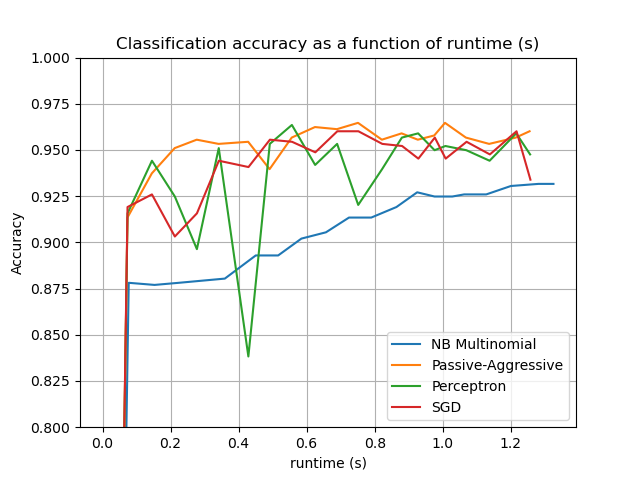 Classification accuracy as a function of runtime (s)
1.000
0.975
0.950
0.925
0.900
0.875
0.850
0.825
0.800
Accuracy
NB Multinomial
Passive-Aggressive
Perceptron
SGD
0.0 0.2 0.4 0.6 0.8 1.0 1.2
runtime (s)